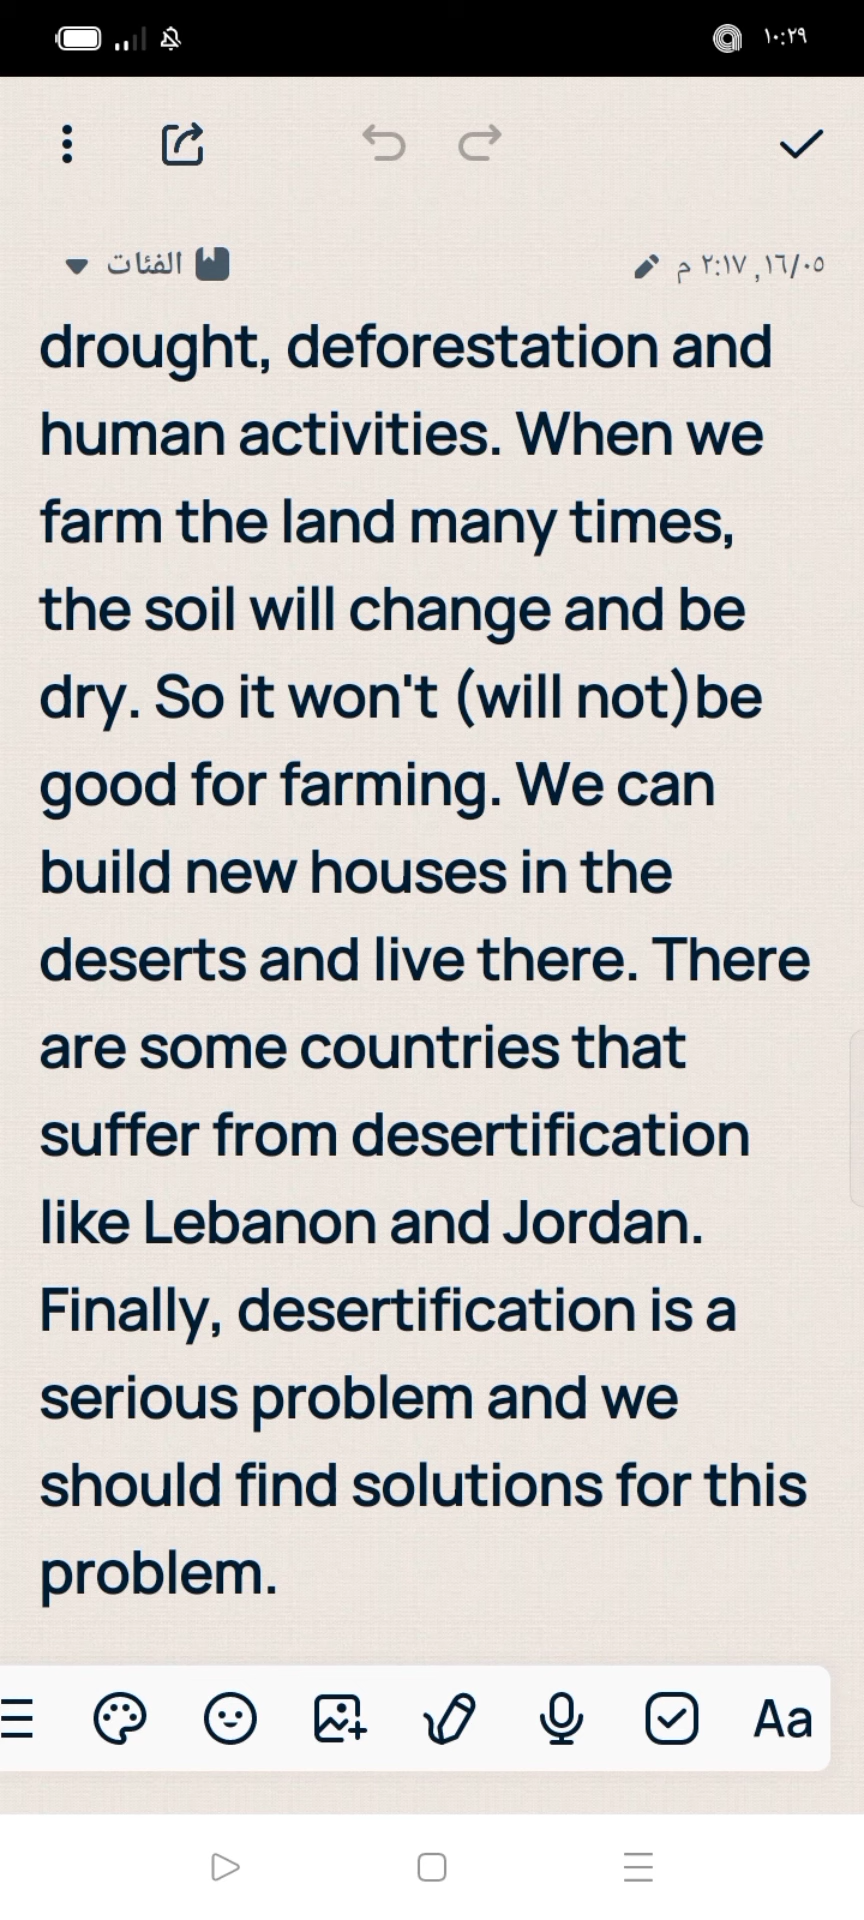 ١٠:٢٩
الفئات
١٦/٠٥, ٢:١٧ م
drought, deforestation and
human activities. When we
farm the land many times,
the soil will change and be
dry. So it won't (will not)be
good for farming. We can
build new houses in the
deserts and live there. There
are some countries that
suffer from desertification
like Lebanon and Jordan.
Finally, desertification is a
serious problem and we
should find solutions for this
problem.
Aa